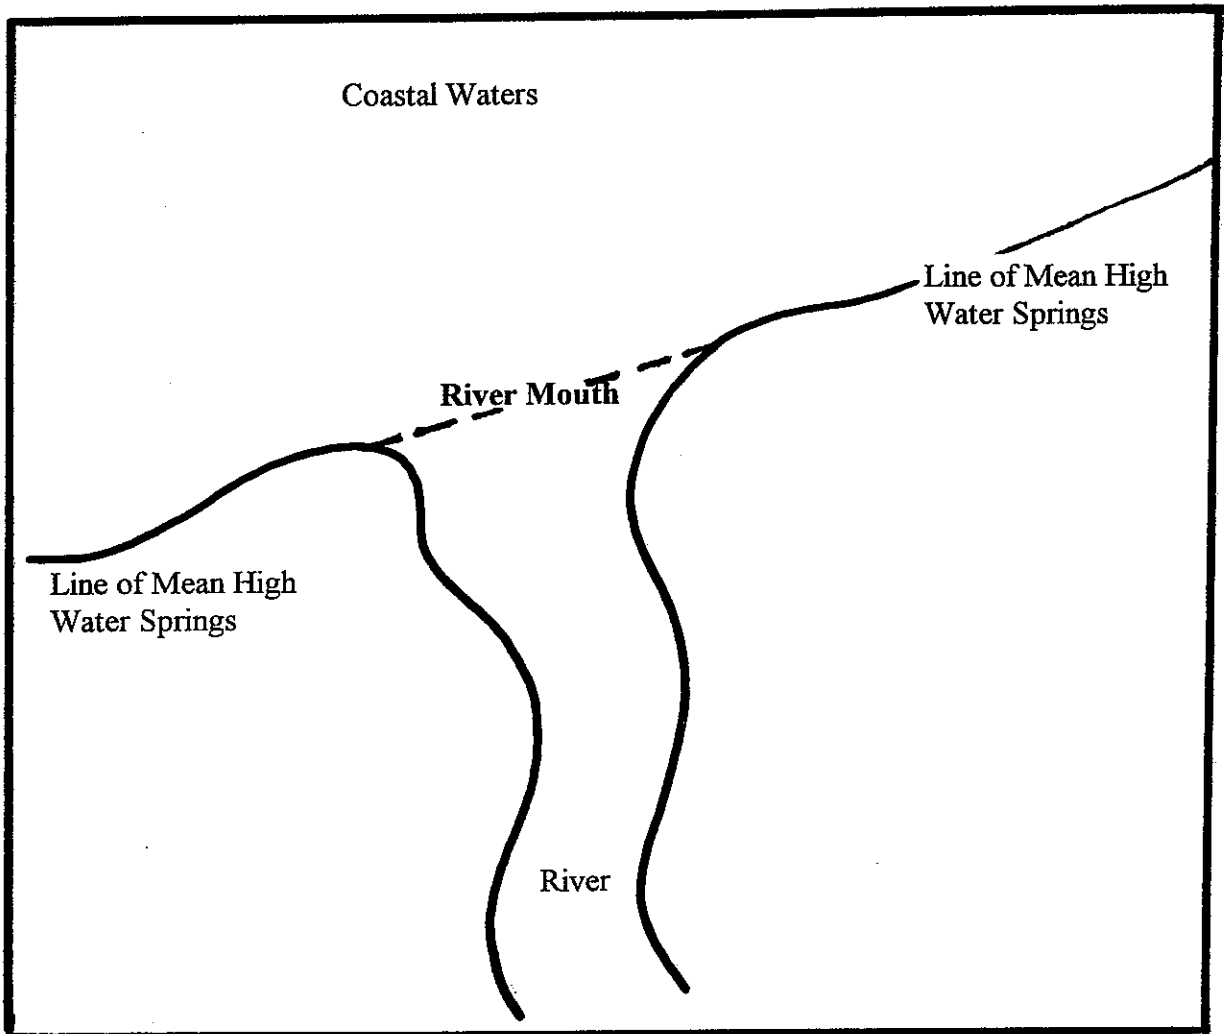 Coastal Waters
Line of Mean High
Water Springs
River Mouth
Line of Mean High
Water Springs
River